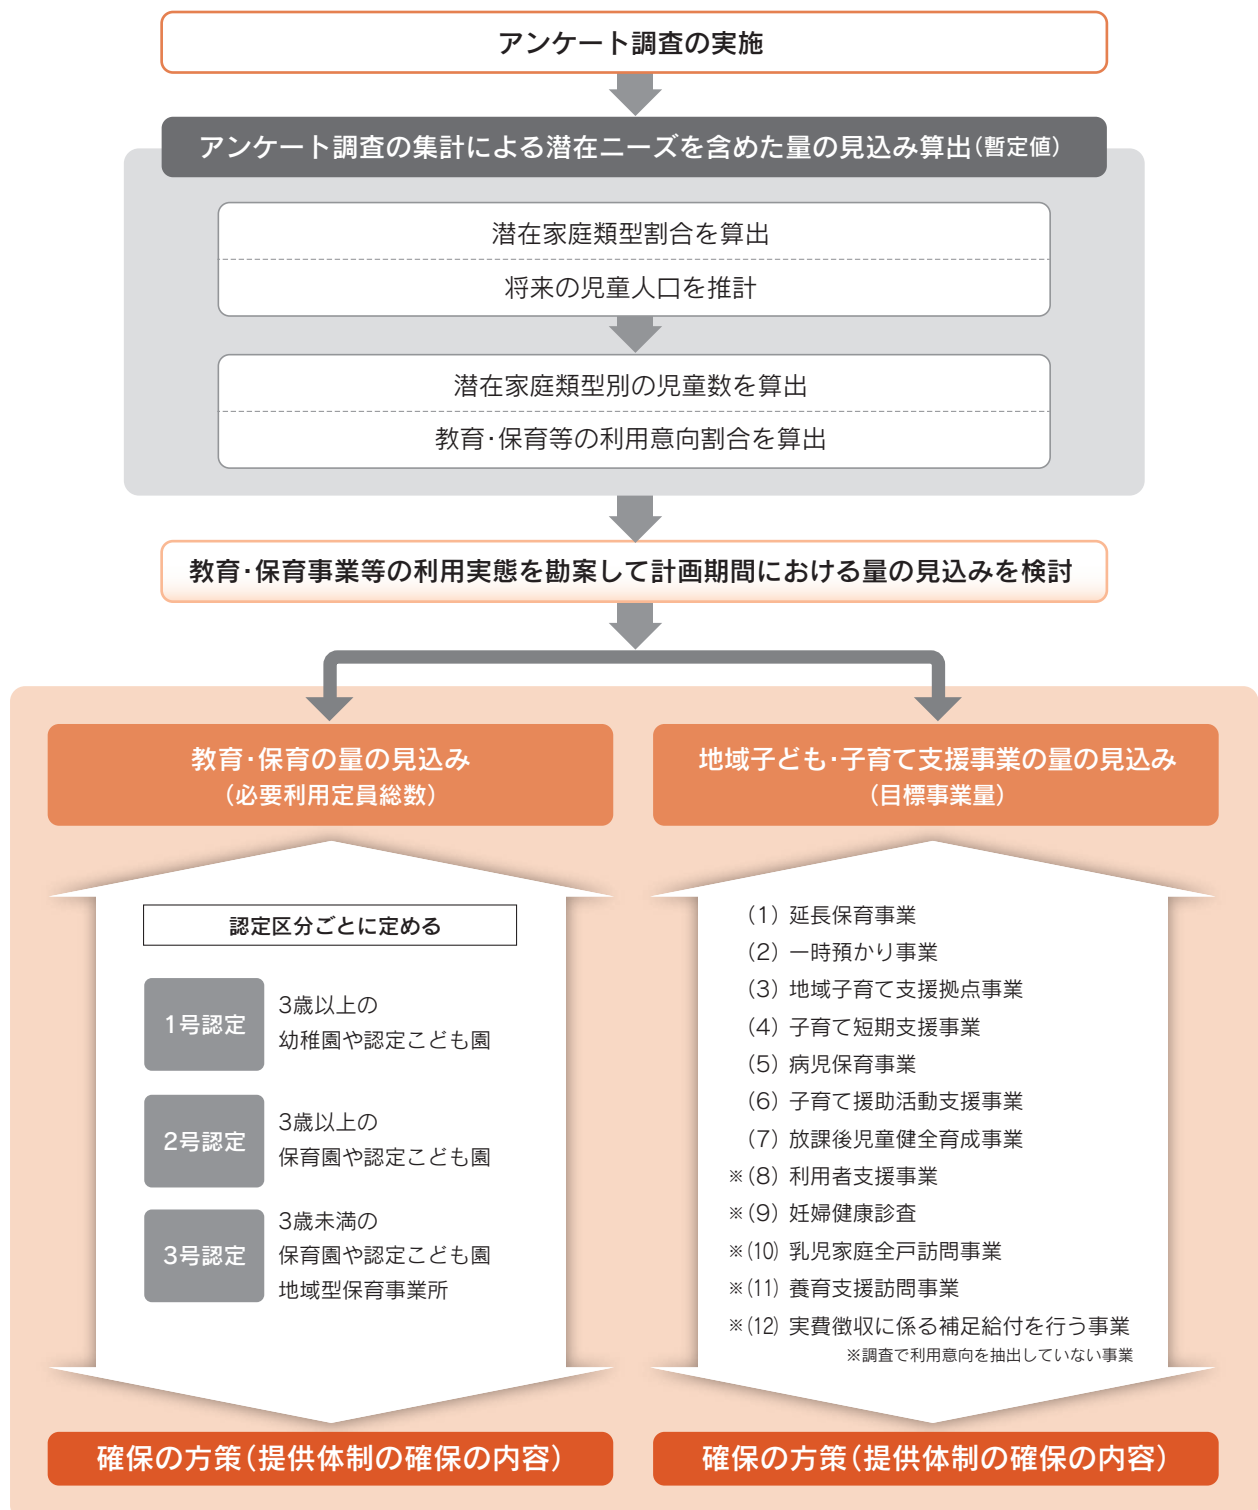 アンケート調査の実施
アンケート調査の集計による潜在ニーズを含めた量の見込み算出(暫定値)
潜在家庭類型割合を算出
将来の児童人口を推計
潜在家庭類型別の児童数を算出
教育・保育等の利用意向割合を算出
教育・保育事業等の利用実態を勘案して計画期間における量の見込みを検討
教育・保育の量の見込み
(必要利用定員総数)
認定区分ごとに定める
1号認定
3歳以上の
幼稚園や認定こども園
2号認定
3歳以上の
保育園や認定こども園
3号認定
3歳未満の
保育園や認定こども園
地域型保育事業所
確保の方策(提供体制の確保の内容)
地域子ども・子育て支援事業の量の見込み
(目標事業量)
(1) 延長保育事業
(2) 一時預かり事業
(3) 地域子育て支援拠点事業
(4) 子育て短期支援事業
(5) 病児保育事業
(6) 子育て援助活動支援事業
(7) 放課後児童健全育成事業
※(8) 利用者支援事業
※(9) 妊婦健康診査
※(10) 乳児家庭全戸訪問事業
※(11) 養育支援訪問事業
※(12) 実費徴収に係る補足給付を行う事業
※調査で利用意向を抽出していない事業
確保の方策(提供体制の確保の内容)